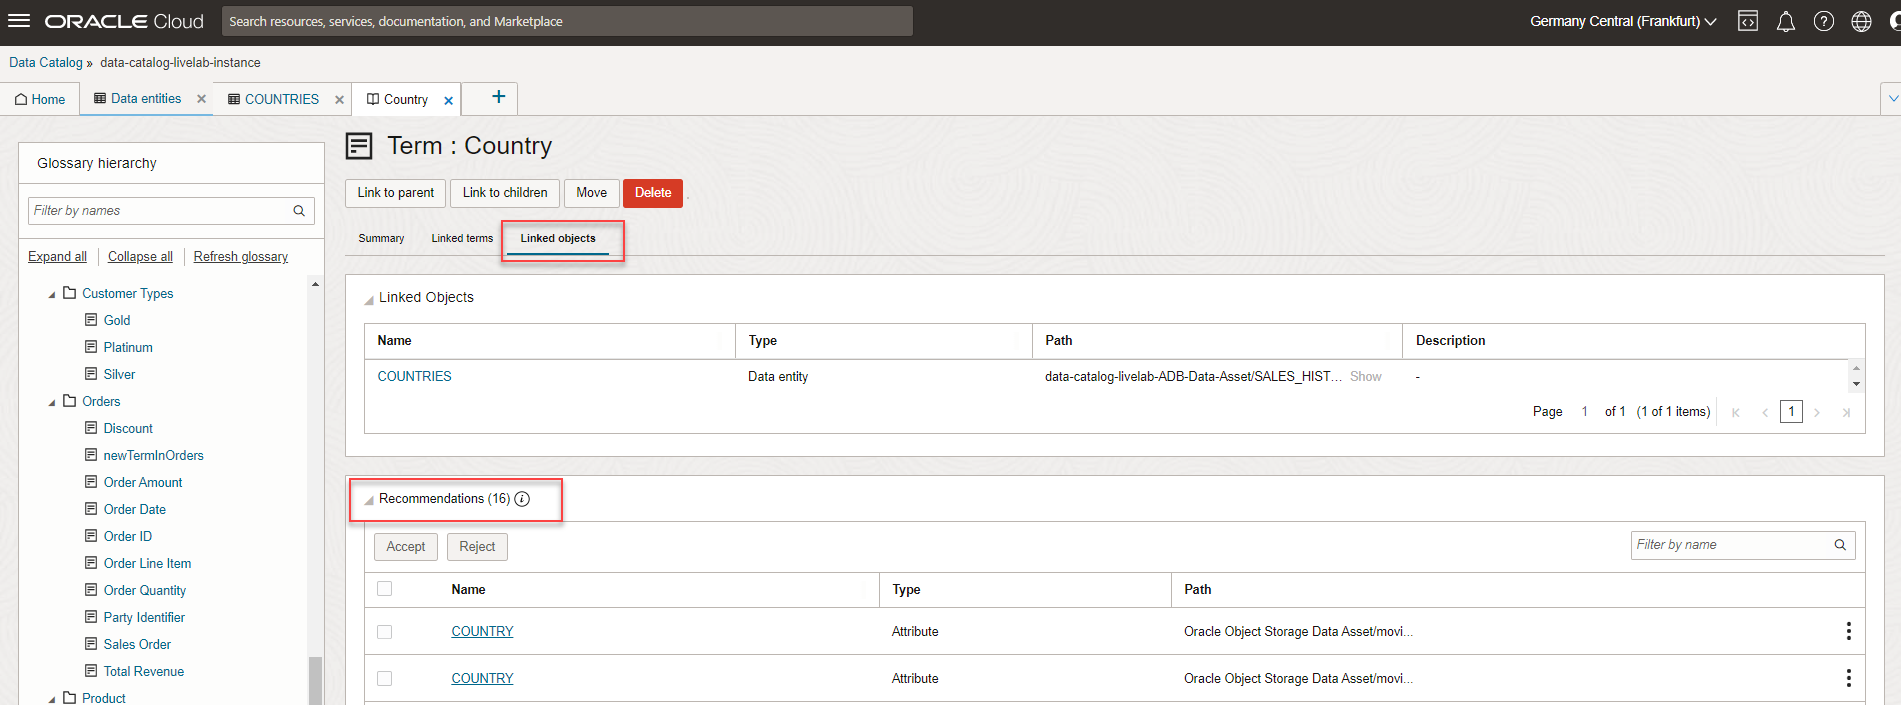 ORACLE Cloud
Search resources, services, documentation, and Marketplace
Germany Central (Frankfurt)
Data Catalog » data-catalog-livelab-instance
Home
Data entities
COUNTRIES
Country
Glossary hierarchy
Filter by names
Expand all
Collapse all
Refresh glossary
Customer Types
Gold
Platinum
Silver
Orders
Discount
newTermInOrders
Order Amount
Order Date
Order ID
Order Line Item
Order Quantity
Party Identifier
Sales Order
Total Revenue
Product
Term : Country
Link to parent
Link to children
Move
Delete
Summary
Linked terms
Linked objects
Linked Objects
Name Type Path Description
COUNTRIES Data entity data-catalog-livelab-ADB-Data-Asset/SALES_HIST... Show -
Page 1 of 1 (1 of 1 items) 1
Recommendations (16)
Accept Reject
Filter by name
Name Type Path
COUNTRY Attribute Oracle Object Storage Data Asset/movi...
COUNTRY Attribute Oracle Object Storage Data Asset/movi...